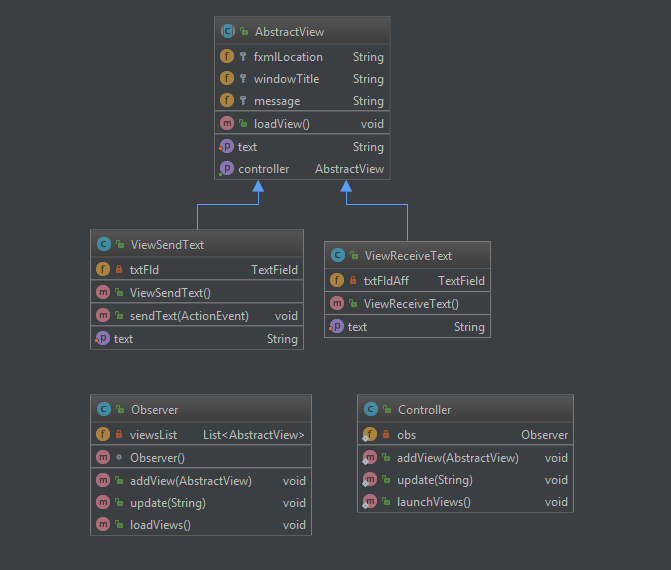 AbstractView
fxmlLocation String
windowTitle String
message String
loadView() void
text String
controller AbstractView
ViewSendText
txtFld TextField
ViewSendText()
sendText(ActionEvent) void
text String
ViewReceiveText
txtFldAff TextField
ViewReceiveText()
text String
Observer
viewsList List<AbstractView>
Observer()
addView(AbstractView) void
update(String) void
loadViews() void
Controller
obs Observer
addView(AbstractView) void
update(String) void
launchViews() void